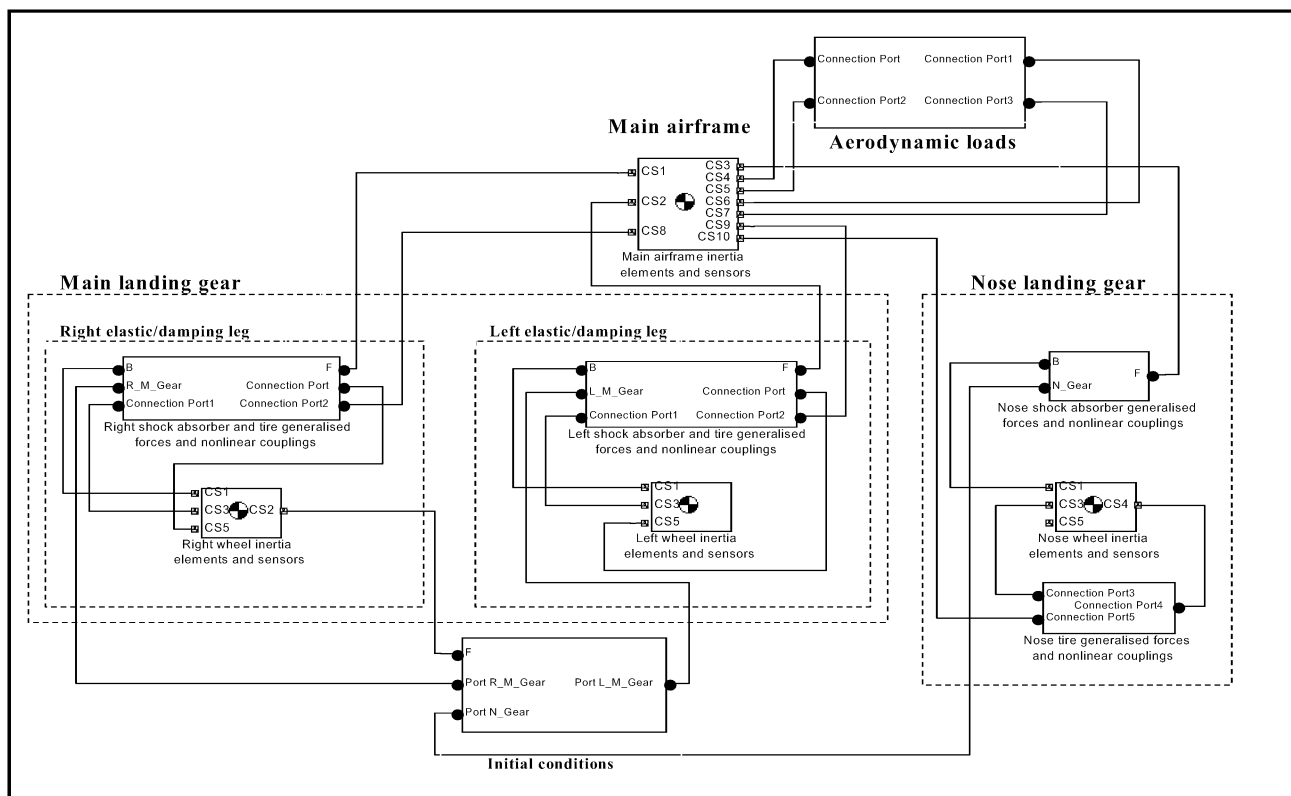 Connection Port Connection Port1
Connection Port2 Connection Port3
Aerodynamic loads
Main airframe
CS1
CS2
CS8
CS3
CS4
CS5
CS6
CS7
CS9
CS10
Main airframe inertia
elements and sensors
Main landing gear
Right elastic/damping leg
B F
R_M_Gear Connection Port
Connection Port1 Connection Port2
Right shock absorber and tire generalised
forces and nonlinear couplings
CS1
CS3 CS2
CS5
Right wheel inertia
elements and sensors
Left elastic/damping leg
B F
L_M_Gear Connection Port
Connection Port1 Connection Port2
Left shock absorber and tire generalised
forces and nonlinear couplings
CS1
CS3
CS5
Left wheel inertia
elements and sensors
Nose landing gear
B
F
N_Gear
Nose shock absorber generalised
forces and nonlinear couplings
CS1
CS3 CS4
CS5
Nose wheel inertia
elements and sensors
Connection Port3
Connection Port4
Connection Port5
Nose tire generalised forces
and nonlinear couplings
F
Port R_M_Gear Port L_M_Gear
Port N_Gear
Initial conditions